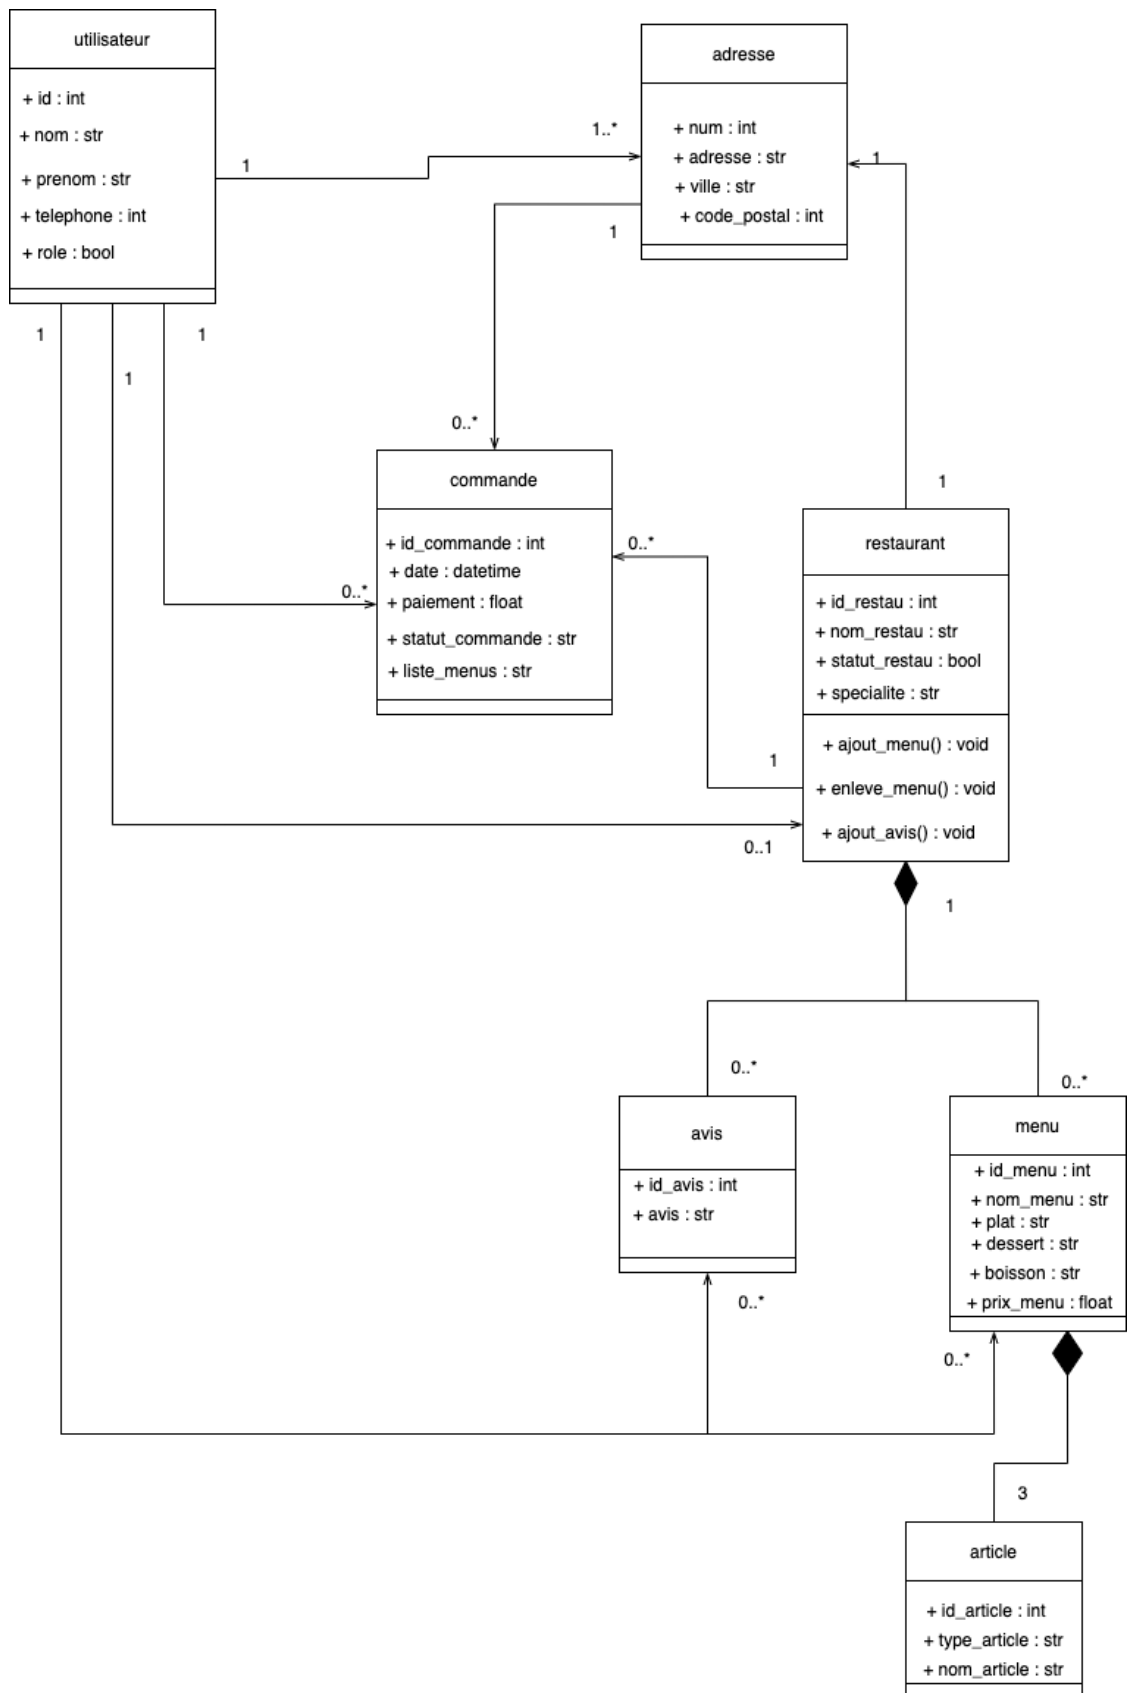 utilisateur
+ id : int
+ nom : str
+ prenom : str
+ telephone : int
+ role : bool
adresse
+ num : int
+ adresse : str
+ ville : str
+ code_postal : int
1
1..*
1
1
1
1
1
0..*
1
commande
+ id_commande : int
+ date : datetime
+ paiement : float
+ statut_commande : str
+ liste_menus : str
0..*
0..*
restaurant
+ id_restau : int
+ nom_restau : str
+ statut_restau : bool
+ specialite : str
+ ajout_menu() : void
+ enleve_menu() : void
+ ajout_avis() : void
1
0..1
1
0..*
0..*
avis
+ id_avis : int
+ avis : str
menu
+ id_menu : int
+ nom_menu : str
+ plat : str
+ dessert : str
+ boisson : str
+ prix_menu : float
0..*
0..*
3
article
+ id_article : int
+ type_article : str
+ nom_article : str